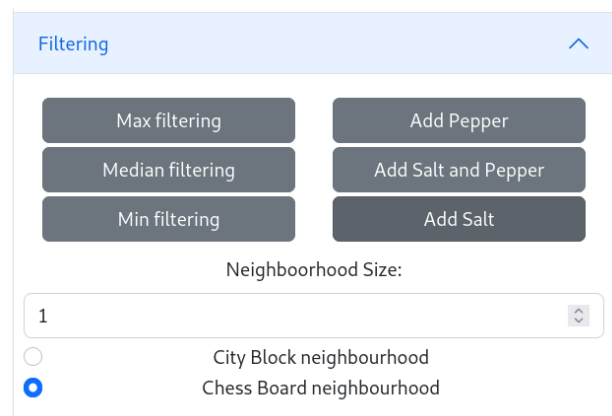 Filtering
Max filtering
Add Pepper
Median filtering
Add Salt and Pepper
Min filtering
Add Salt
Neighboorhood Size:
1
City Block neighbourhood
Chess Board neighbourhood